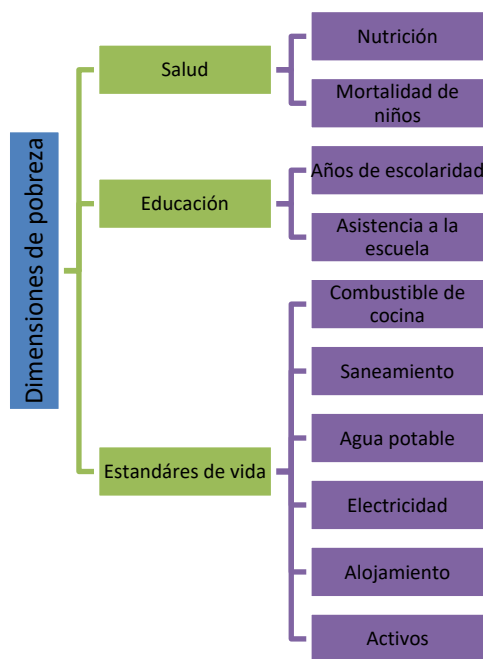 Dimensiones de pobreza
Salud
Nutrición
Mortalidad de
niños
Educación
Años de escolaridad
Asistencia a la
escuela
Estandáres de vida
Combustible de
cocina
Saneamiento
Agua potable
Electricidad
Alojamiento
Activos